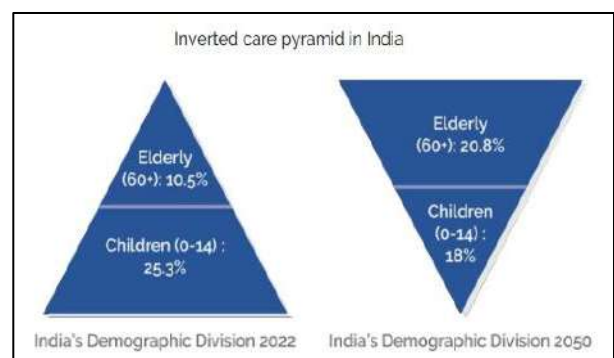 Inverted care pyramid in India
Elderly
(60+): 10.5%
Children (0-14) :
25.3%
India's Demographic Division 2022
Elderly
(60+): 20.8%
Children
(0-14) :
18%
India's Demographic Division 2050